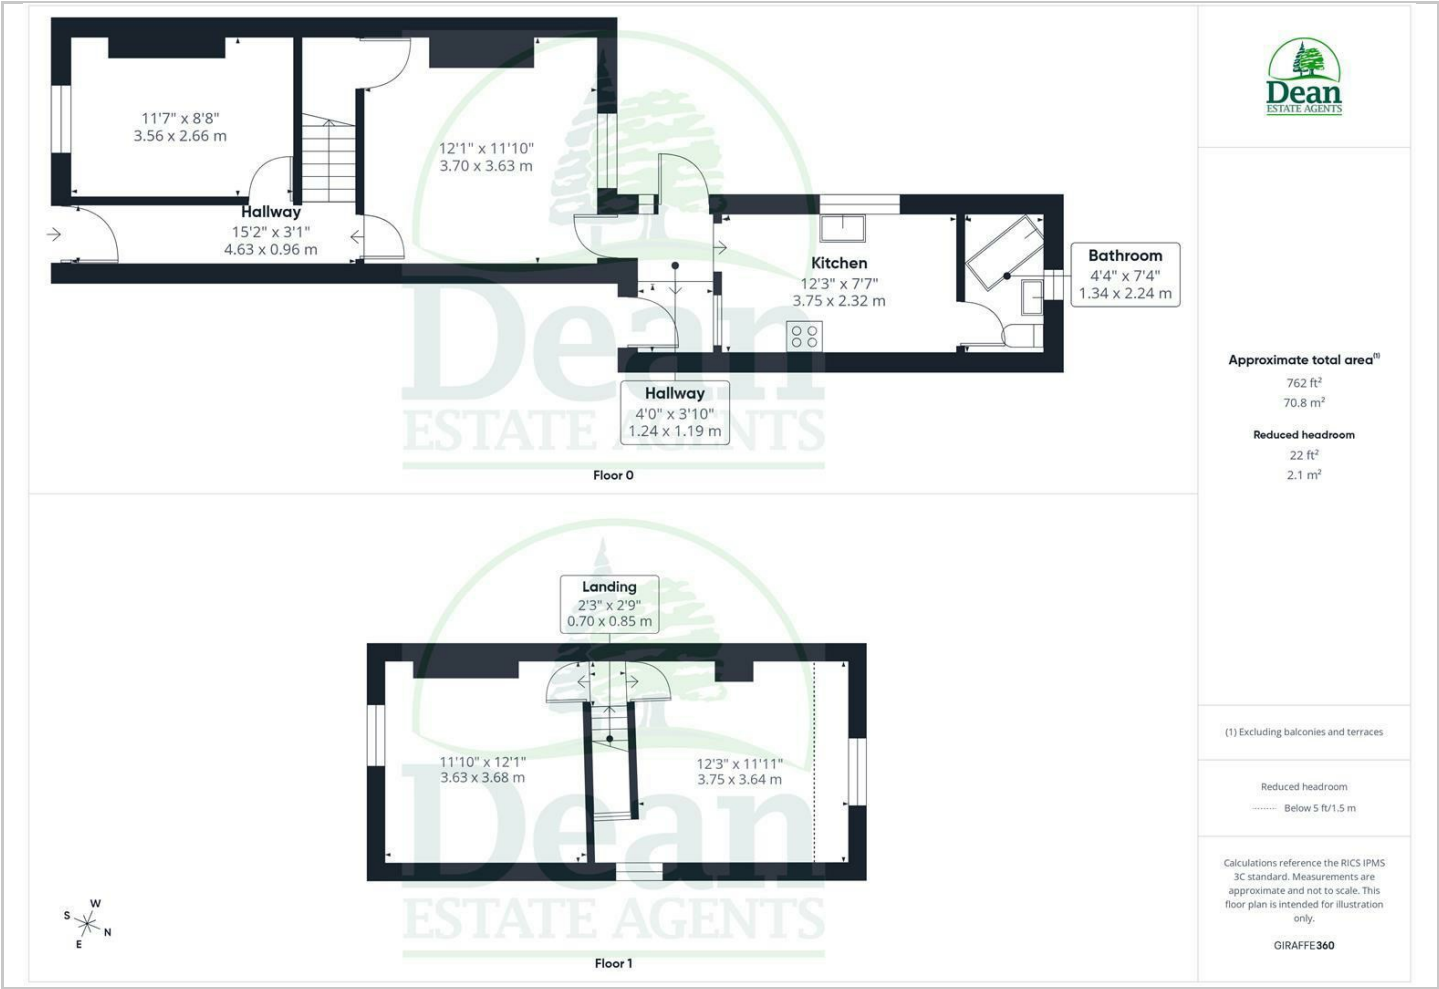 11'7" x 8'8"
3.56 x 2.66 m
Hallway
15'2" x 3'1"
4.63 x 0.96 m
12'1" x 11'10"
3.70 x 3.63 m
Kitchen
12'3" x 7'7"
3.75 x 2.32 m
Bathroom
4'4" x 7'4"
1.34 x 2.24 m
Hallway
4'0" x 3'10"
1.24 x 1.19 m
Dean
ESTATE AGENTS
Floor 0
Landing
2'3" x 2'9"
0.70 x 0.85 m
11'10" x 12'1"
3.63 x 3.68 m
12'3" x 11'11"
3.75 x 3.64 m
Dean
ESTATE AGENTS
Floor 1
W
S
N
E
Dean
ESTATE AGENTS
Approximate total area(1)
762 ft²
70.8 m²
Reduced headroom
22 ft²
2.1 m²
(1) Excluding balconies and terraces
Reduced headroom
Below 5 ft/1.5 m
Calculations reference the RICS IPMS
3C standard. Measurements are
approximate and not to scale. This
floor plan is intended for illustration
only.
GIRAFFE360